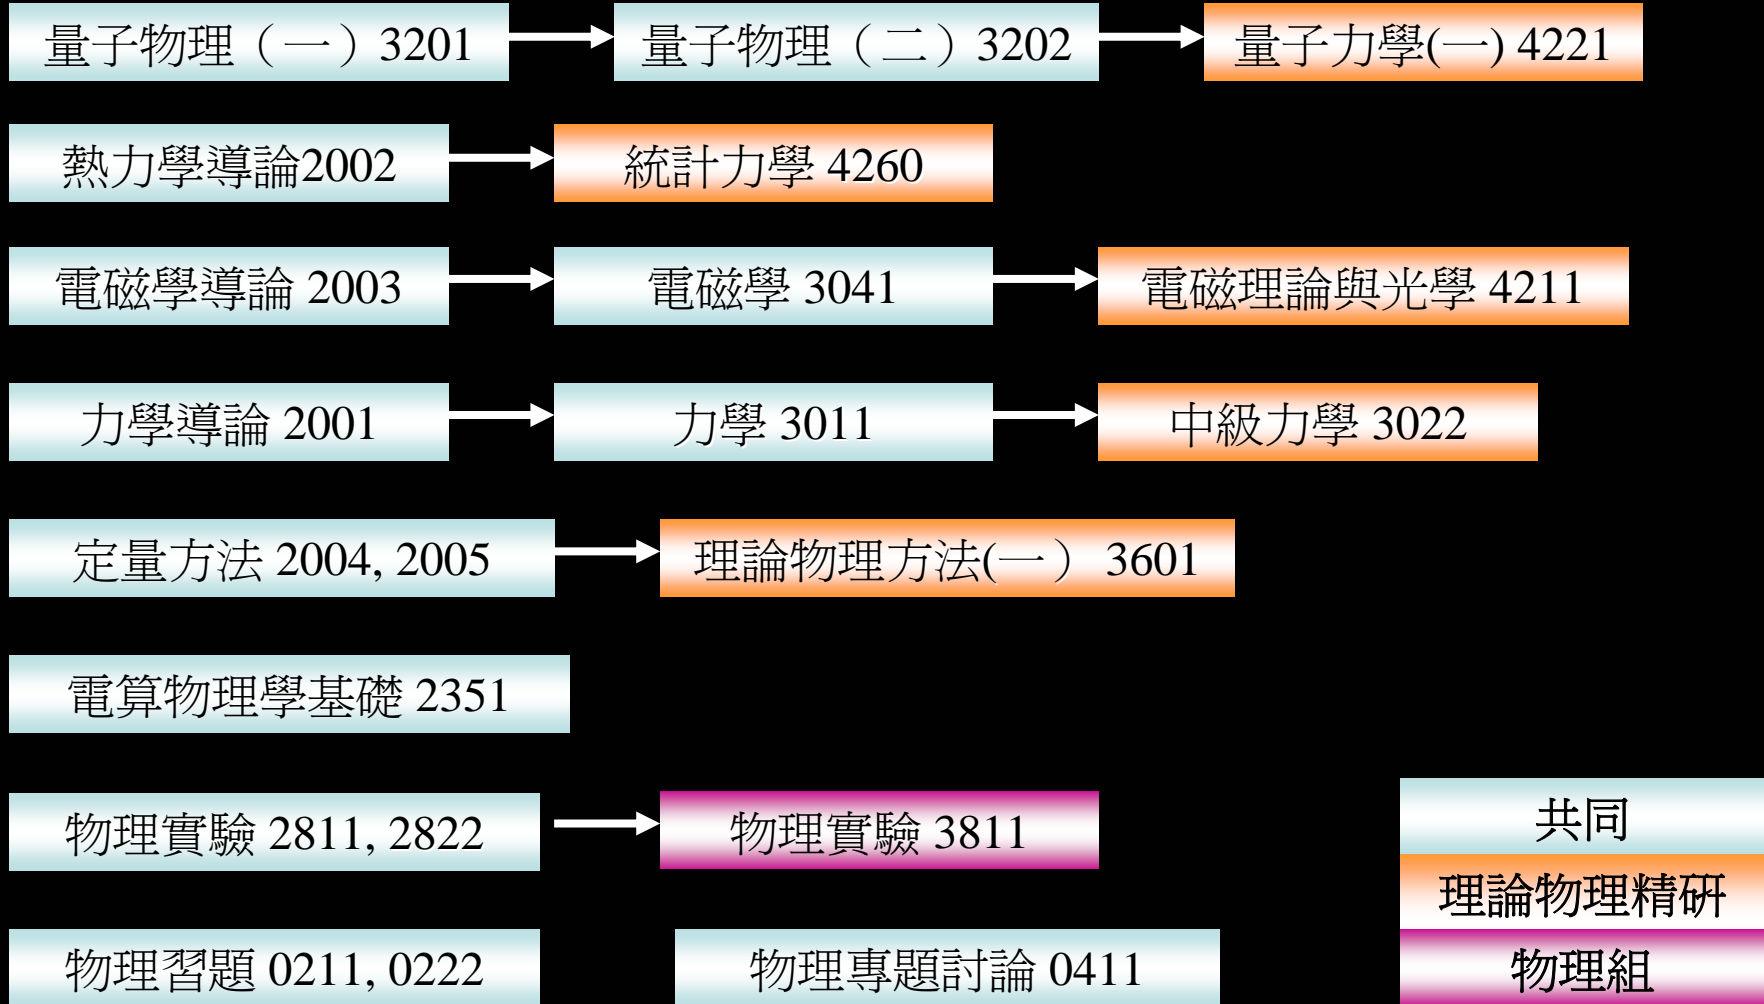 量子物理（一）3201
量子物理（二）3202
量子力學(一) 4221
熱力學導論2002
統計力學 4260
電磁學導論 2003
電磁學 3041
電磁理論與光學 4211
力學導論 2001
力學 3011
中級力學 3022
定量方法 2004, 2005
理論物理方法(一） 3601
電算物理學基礎 2351
物理實驗 2811, 2822
物理實驗 3811
物理習題 0211, 0222
物理專題討論 0411
共同
理論物理精研
物理組